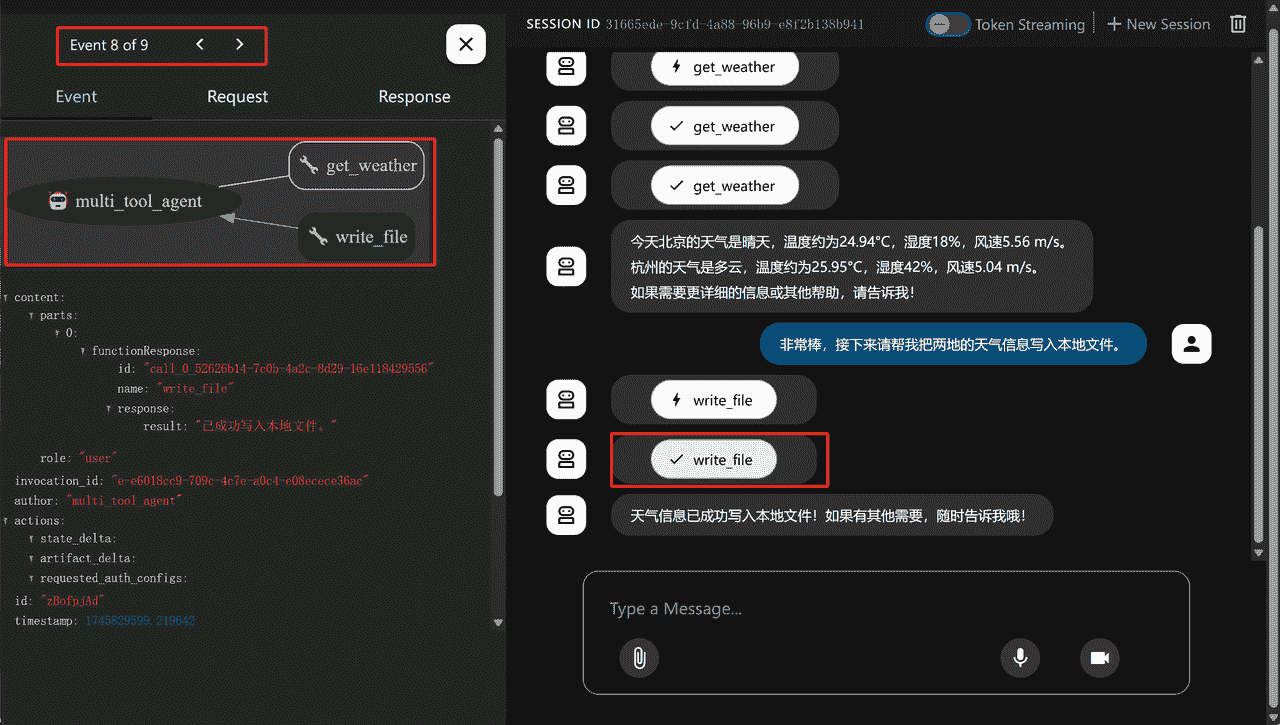 Event 8 of 9
Event Request Response
get_weather
multi_tool_agent
write_file
content:
parts:
0:
functionResponse:
id: "call_0_52626b14-7c0b-4a2c-8d29-16e118429556"
name: "write_file"
response:
result: "已成功写入本地文件。"
role: "user"
invocation_id: "e-e6018cc9-709c-4c7e-a0c4-e08ecece36ac"
author: "multi_tool_agent"
actions:
state_delta:
artifact_delta:
requested_auth_configs:
id: "zBofpjAd"
timestamp: 1745829599.219642
SESSION ID 31665ede-9cfd-4a88-96b9-e8f2b138b941 Token Streaming + New Session
get_weather
get_weather
get_weather
今天北京的天气是晴天，温度约为24.94°C，湿度18%，风速5.56 m/s。
杭州的天气是多云，温度约为25.95°C，湿度42%，风速5.04 m/s。
如果需要更详细的信息或其他帮助，请告诉我！
非常棒，接下来请帮我把两地的天气信息写入本地文件。
write_file
write_file
天气信息已成功写入本地文件！如果有其他需要，随时告诉我哦！
Type a Message...